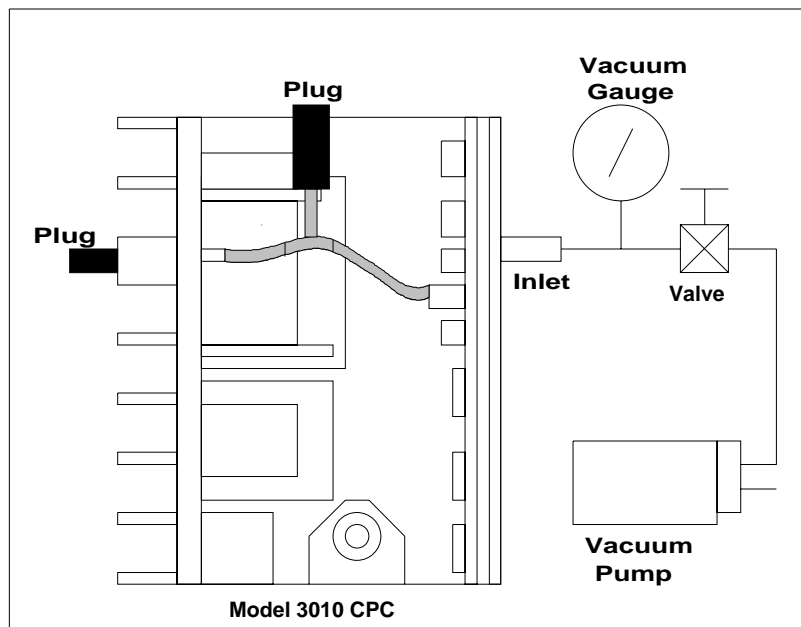 Vacuum
Gauge
Plug
Plug
Inlet
Valve
Vacuum
Pump
Model 3010 CPC